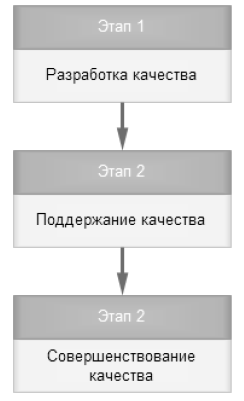 Этап 1
Разработка качества
Этап 2
Поддержание качества
Этап 2
Совершенствование
качества